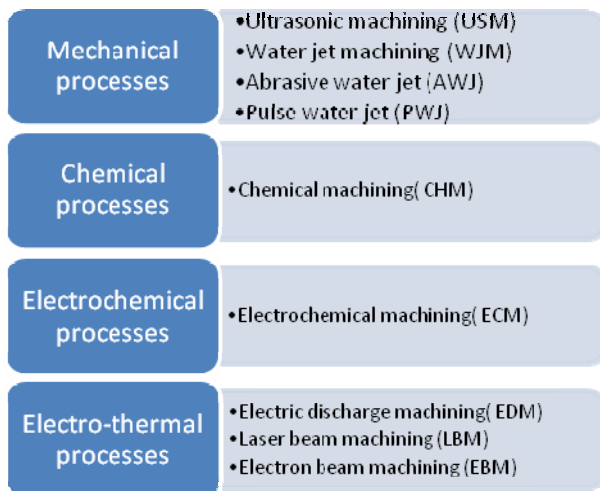 Mechanical
processes
•Ultrasonic machining (USM)
•Water jet machining (WJM)
•Abrasive water jet (AWJ)
•Pulse water jet (PWJ)
Chemical
processes
•Chemical machining( CHM)
Electrochemical
processes
•Electrochemical machining( ECM)
Electro-thermal
processes
•Electric discharge machining( EDM)
•Laser beam machining (LBM)
•Electron beam machining (EBM)